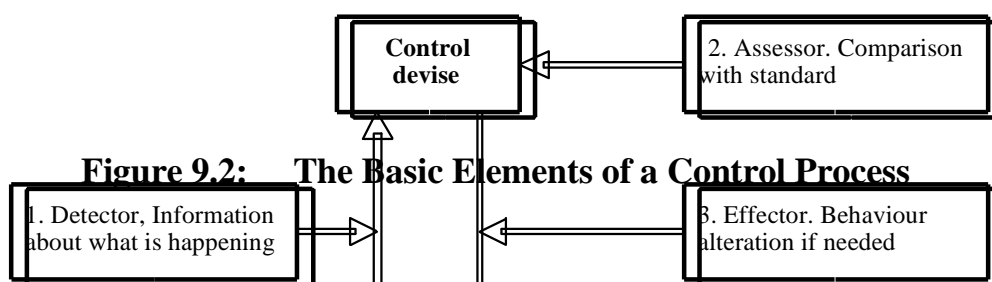 Control
devise
2. Assessor. Comparison
with standard
Figure 9.2: The Basic Elements of a Control Process
1. Detector, Information
about what is happening
3. Effector. Behaviour
alteration if needed